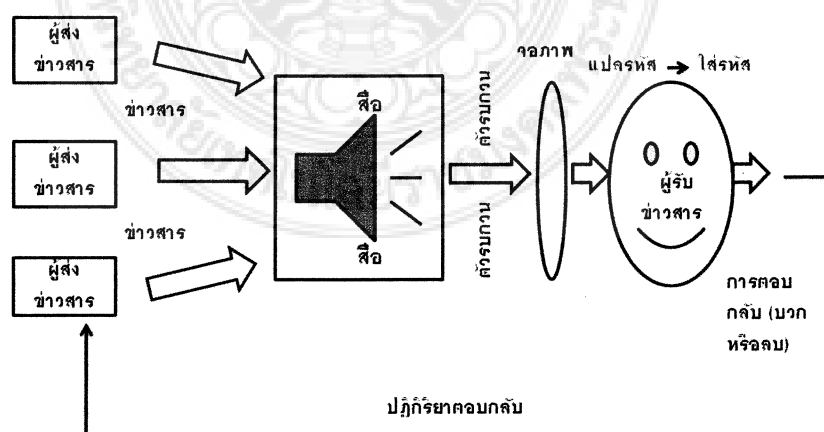 ผู้ส่ง
ข่าวสาร
ข่าวสาร
ผู้ส่ง
ข่าวสาร
ข่าวสาร
ผู้ส่ง
ข่าวสาร
สื่อ
สื่อ
ตัวรบกวน
ตัวรบกวน
จอภาพ
แปลรหัส → ใส่รหัส
ผู้รับ
ข่าวสาร
การตอบ
กลับ (บวก
หรือลบ)
ปฏิกิริยาตอบกลับ